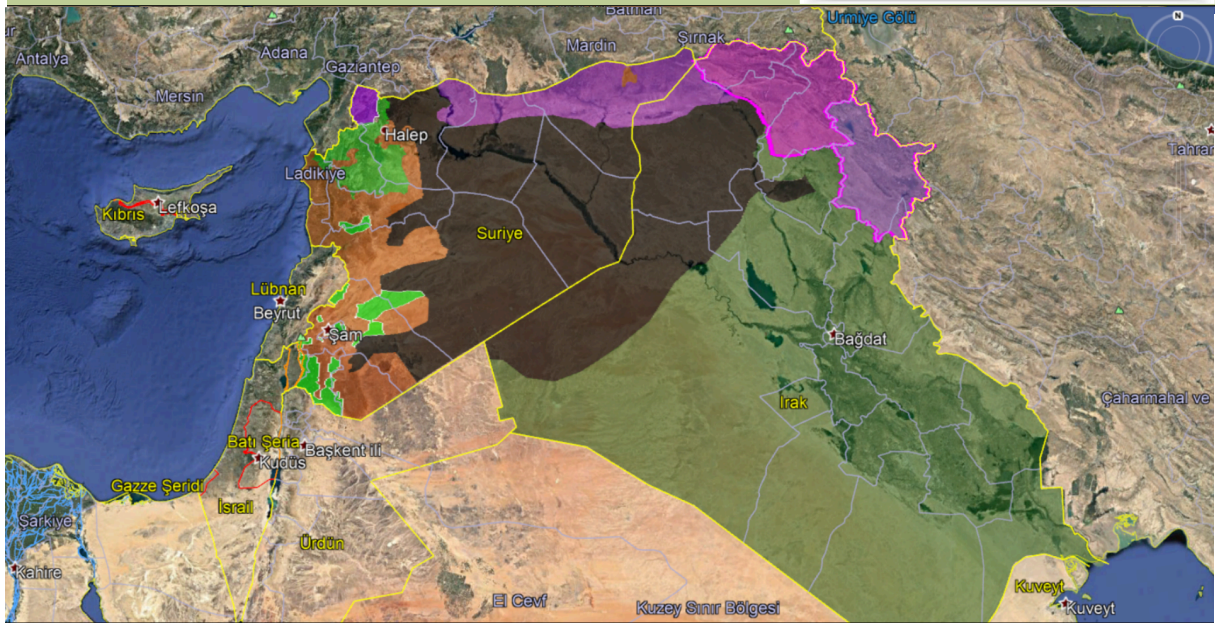 Batman
Urmiye Gölü
N
Şırnak
Mardin
Adana
Antalya
Gaziantep
Mersin
Halep
Tahran
Ladikiye
Kıbrıs
Lefkoşa
Suriye
Lübnan
Beyrut
Şam
Bağdat
Irak
Çaharmahal ve
Batı Şeria
Başkent ili
Kudüs
Gazze Şeridi
İsrail
Şarkiye
Ürdün
Kahire
Kuveyt
El Cevf
Kuzey Sınır Bölgesi
Kuveyt